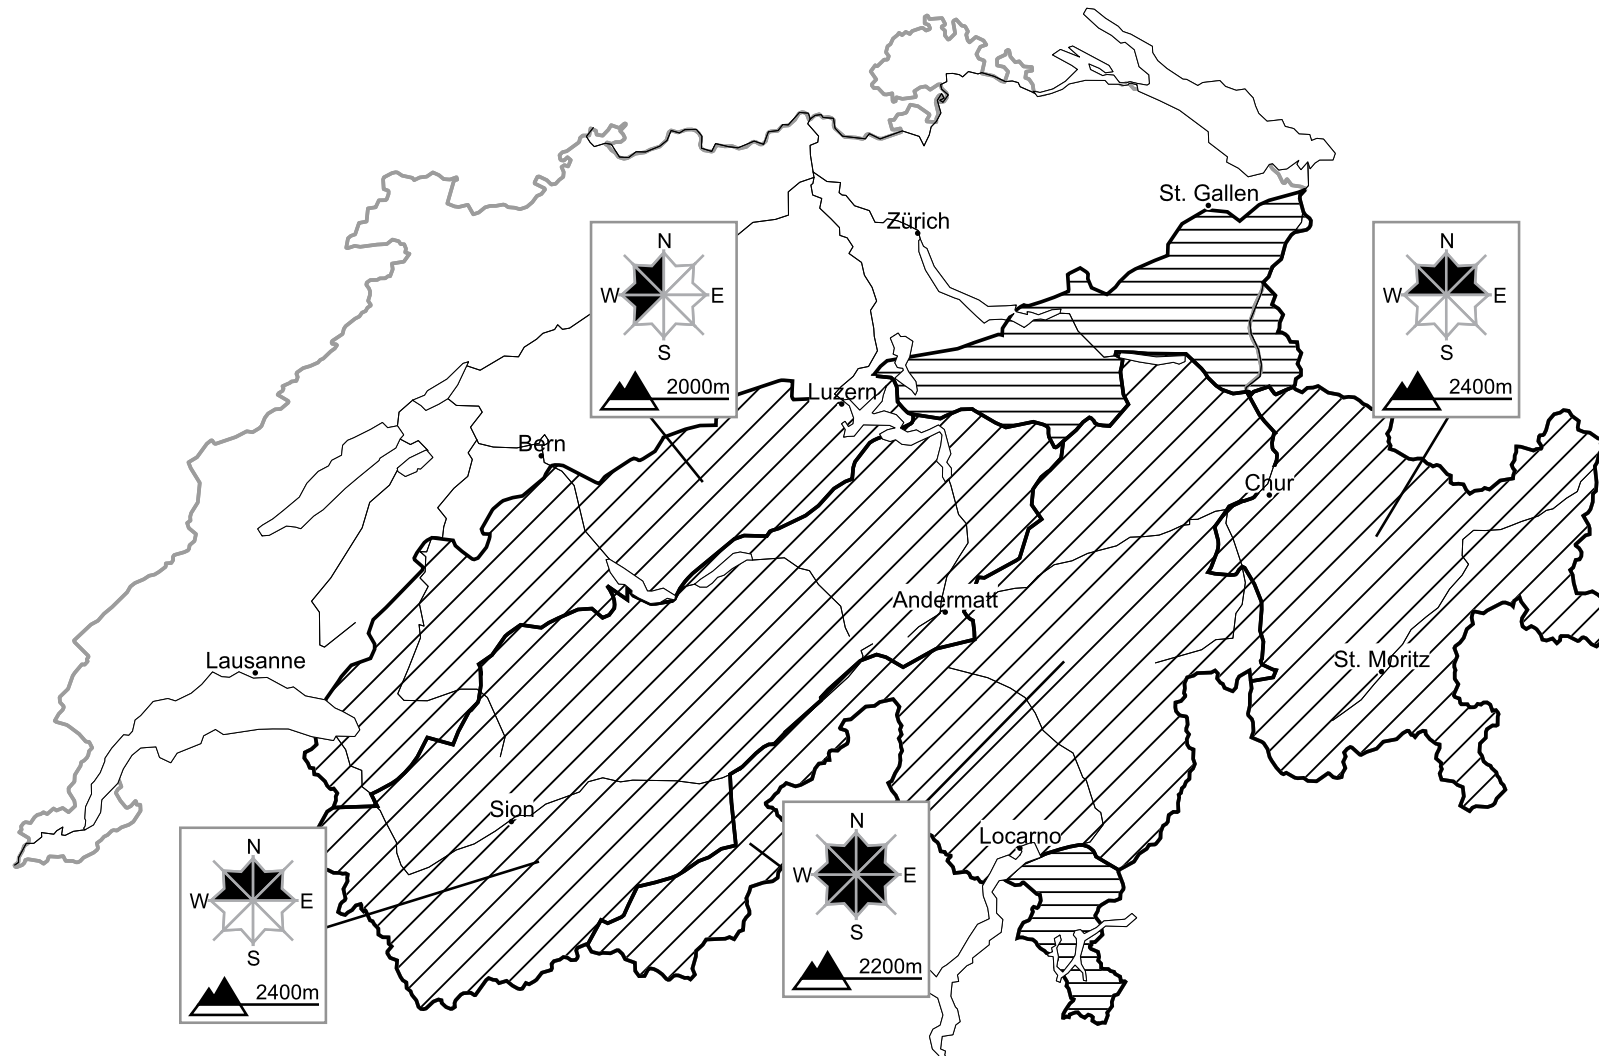 St. Gallen
Zürich
N
W E
S
2000m
N
W E
S
2400m
Luzern
Bern
Chur
Andermatt
Lausanne
St. Moritz
Sion
Locarno
N
W E
S
2200m
N
W E
S
2400m